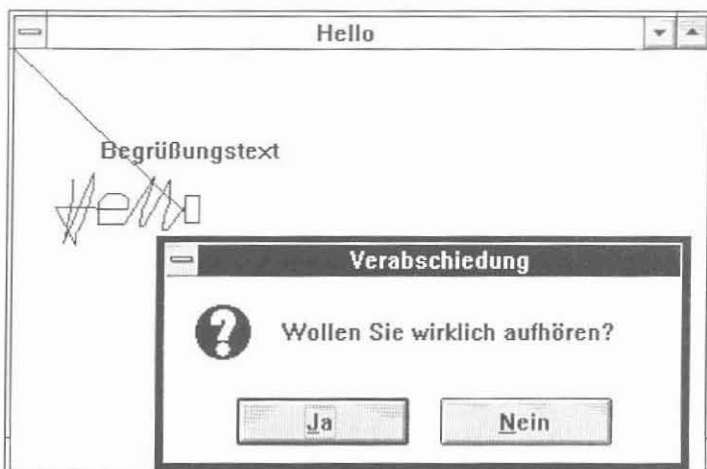 Hello
Begrüßungstext
Hello
Verabschiedung
?
Wollen Sie wirklich aufhören?
Ja
Nein